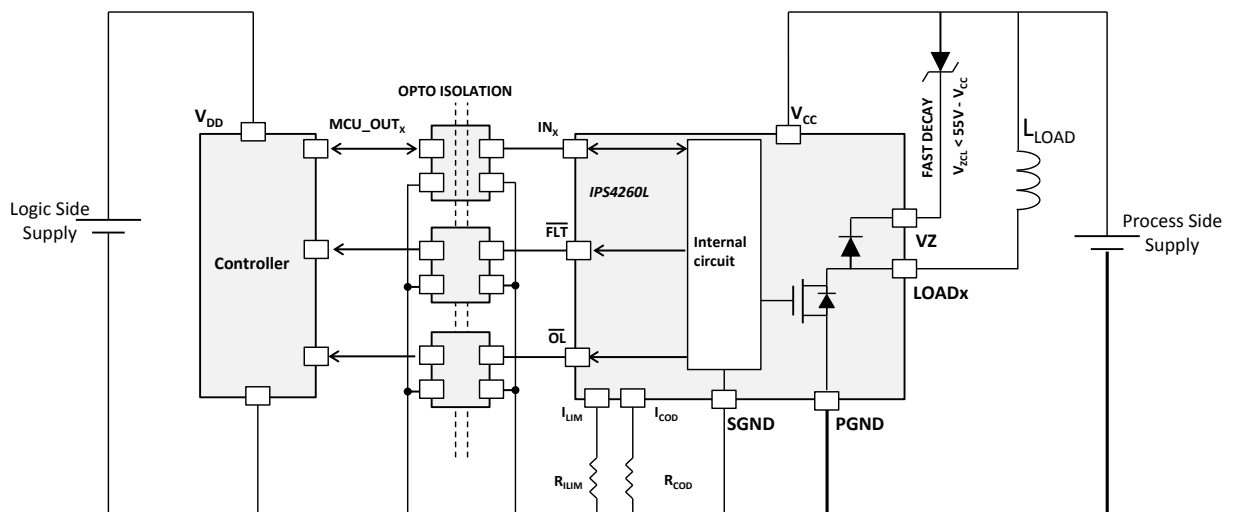 OPTO ISOLATION
V_DD
MCU_OUT_x
IN_x
V_CC
FAST DECAY
V_ZCL < 55V - V_CC
L_LOAD
IPS4260L
Logic Side
Supply
Controller
FLT
Internal
circuit
VZ
LOADx
Process Side
Supply
OL
I_LIM
I_COD
SGND
PGND
R_ILIM
R_COD